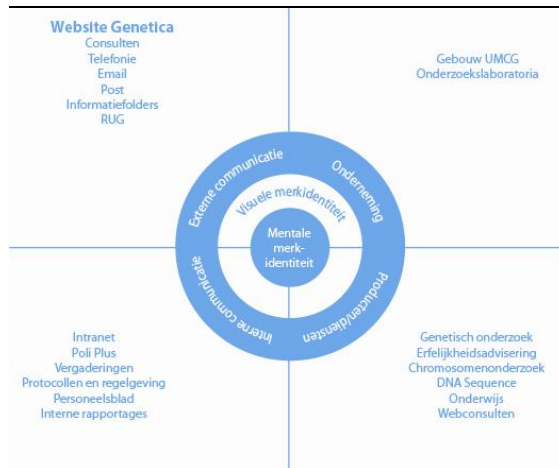 Website Genetica
Consulten
Telefonie
Email
Post
Informatiefolders
RUG
Gebouw UMCG
Onderzoekslaboratoria
Externe communicatie
Onderneming
Visuele merkidentiteit
Mentale
merk-
identiteit
Interne communicatie
Producten/diensten
Intranet
Poli Plus
Vergaderingen
Protocollen en regelgeving
Personeelsblad
Interne rapportages
Genetisch onderzoek
Erfelijkheidsadvisering
Chromosomenonderzoek
DNA Sequence
Onderwijs
Webconsulten